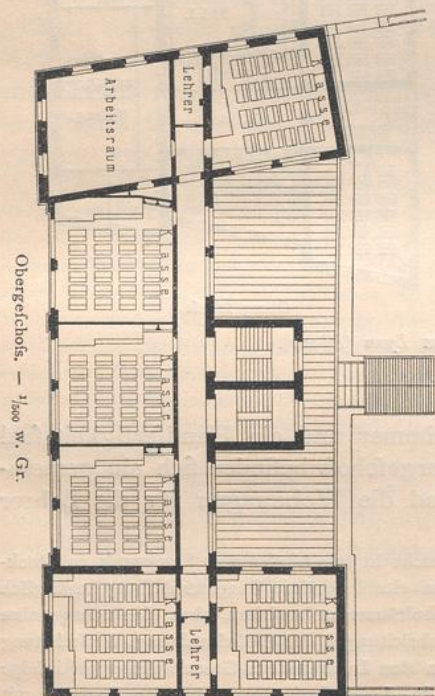 Klasse
Lehrer
Arbeitsraum
Klasse
Klasse
Klasse
Klasse
Lehrer
Klasse
Obergeſchoſs. — 1/500 w. Gr.